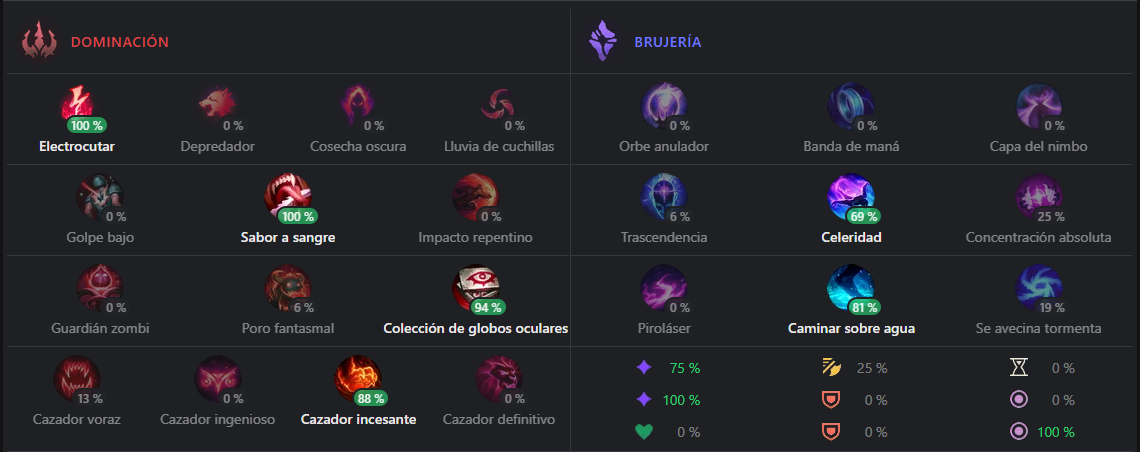 DOMINACIÓN
100 %
0 %
0 %
0 %
Electrocutar
Depredador
Cosecha oscura
Lluvia de cuchillas
0 %
100 %
0 %
Golpe bajo
Sabor a sangre
Impacto repentino
0 %
6 %
94 %
Guardián zombi
Poro fantasmal
Colección de globos oculares
13 %
0 %
88 %
0 %
Cazador voraz
Cazador ingenioso
Cazador incesante
Cazador definitivo
BRUJERÍA
0 %
0 %
0 %
Orbe anulador
Banda de maná
Capa del nimbo
6 %
69 %
25 %
Trascendencia
Celeridad
Concentración absoluta
0 %
81 %
19 %
Piroláser
Caminar sobre agua
Se avecina tormenta
75 %
25 %
0 %
100 %
0 %
0 %
0 %
0 %
100 %